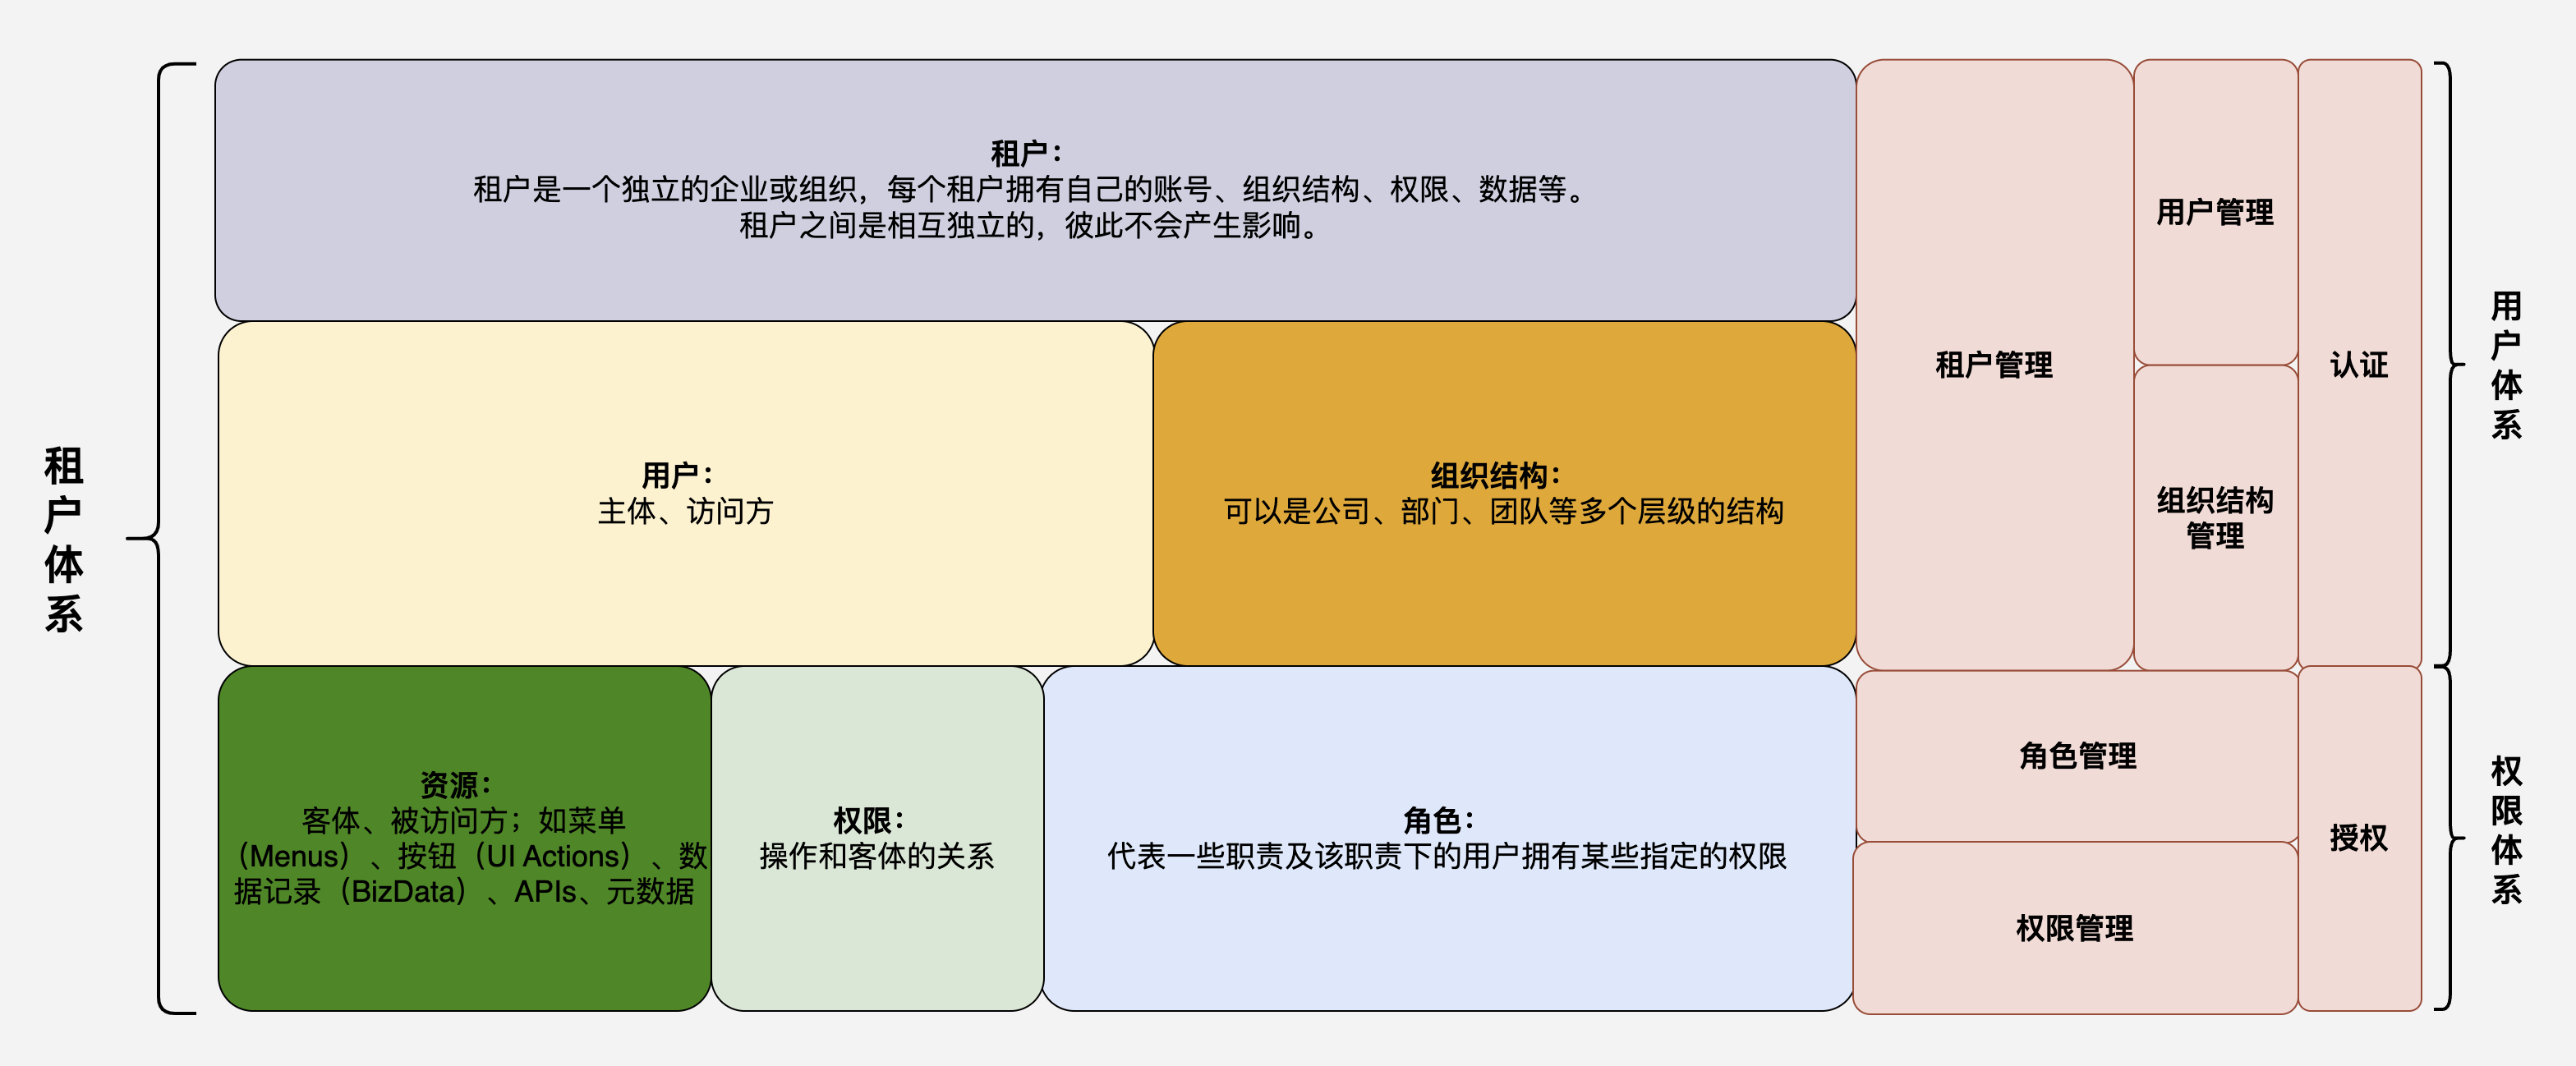 租户体系
租户：
租户是一个独立的企业或组织，每个租户拥有自己的账号、组织结构、权限、数据等。
租户之间是相互独立的，彼此不会产生影响。
用户：
主体、访问方
组织结构：
可以是公司、部门、团队等多个层级的结构
资源：
客体、被访问方；如菜单
（Menus）、按钮（UI Actions）、数
据记录（BizData）、APIs、元数据
权限：
操作和客体的关系
角色：
代表一些职责及该职责下的用户拥有某些指定的权限
租户管理
用户管理
组织结构
管理
认证
角色管理
权限管理
授权
用户体系
权限体系